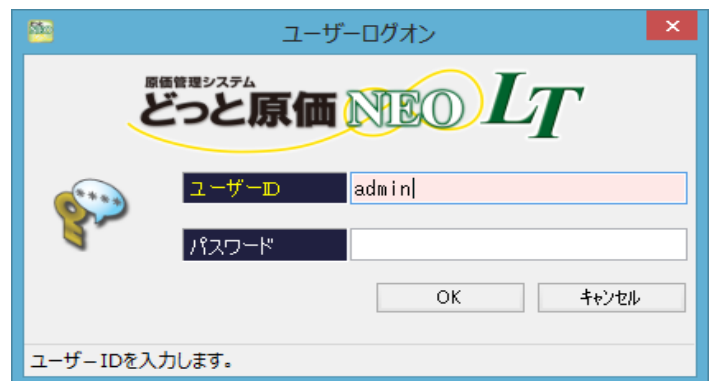 ユーザーログオン
原価管理システム
どっと原価 NEO LT
ユーザーID
admin
パスワード
OK
キャンセル
ユーザーIDを入力します。